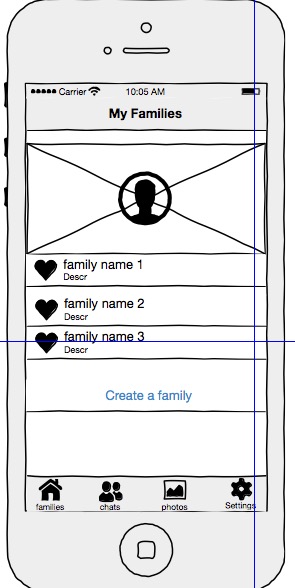 Carrier 10:05 AM
My Families
family name 1
Descr
family name 2
Descr
family name 3
Descr
Create a family
families chats photos Settings